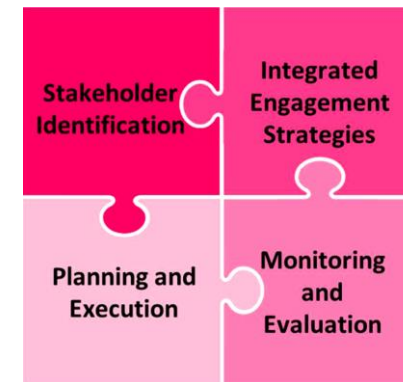 Stakeholder
Identification
Integrated
Engagement
Strategies
Planning and
Execution
Monitoring
and
Evaluation